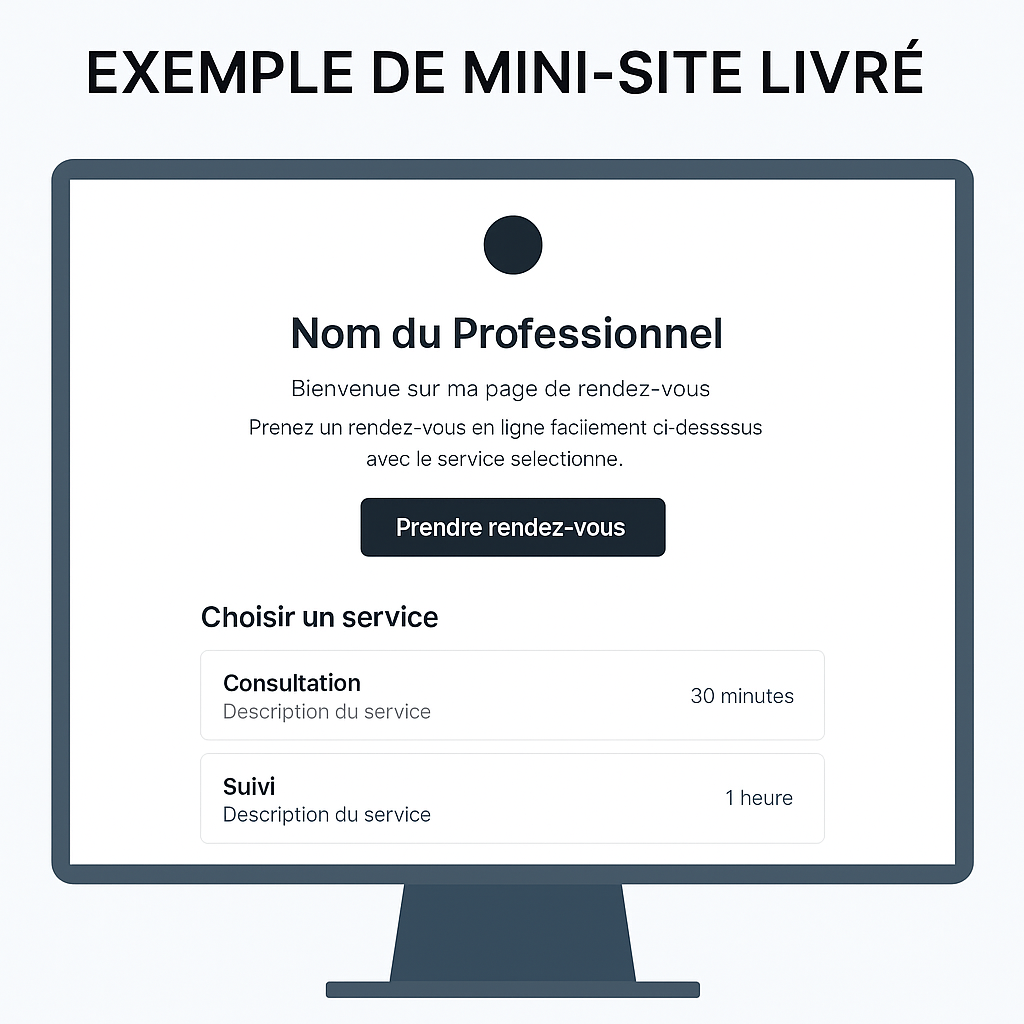 EXEMPLE DE MINI-SITE LIVRÉ
Nom du Professionnel
Bienvenue sur ma page de rendez-vous
Prenez un rendez-vous en ligne faciiement ci-dessssus
avec le service selectionne.
Prendre rendez-vous
Choisir un service
Consultation
Description du service
30 minutes
Suivi
Description du service
1 heure